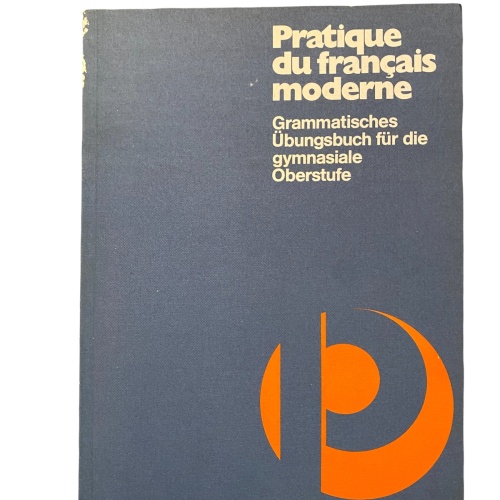 Pratique
du français
moderne
Grammatisches
Übungsbuch für die
gymnasiale
Oberstufe